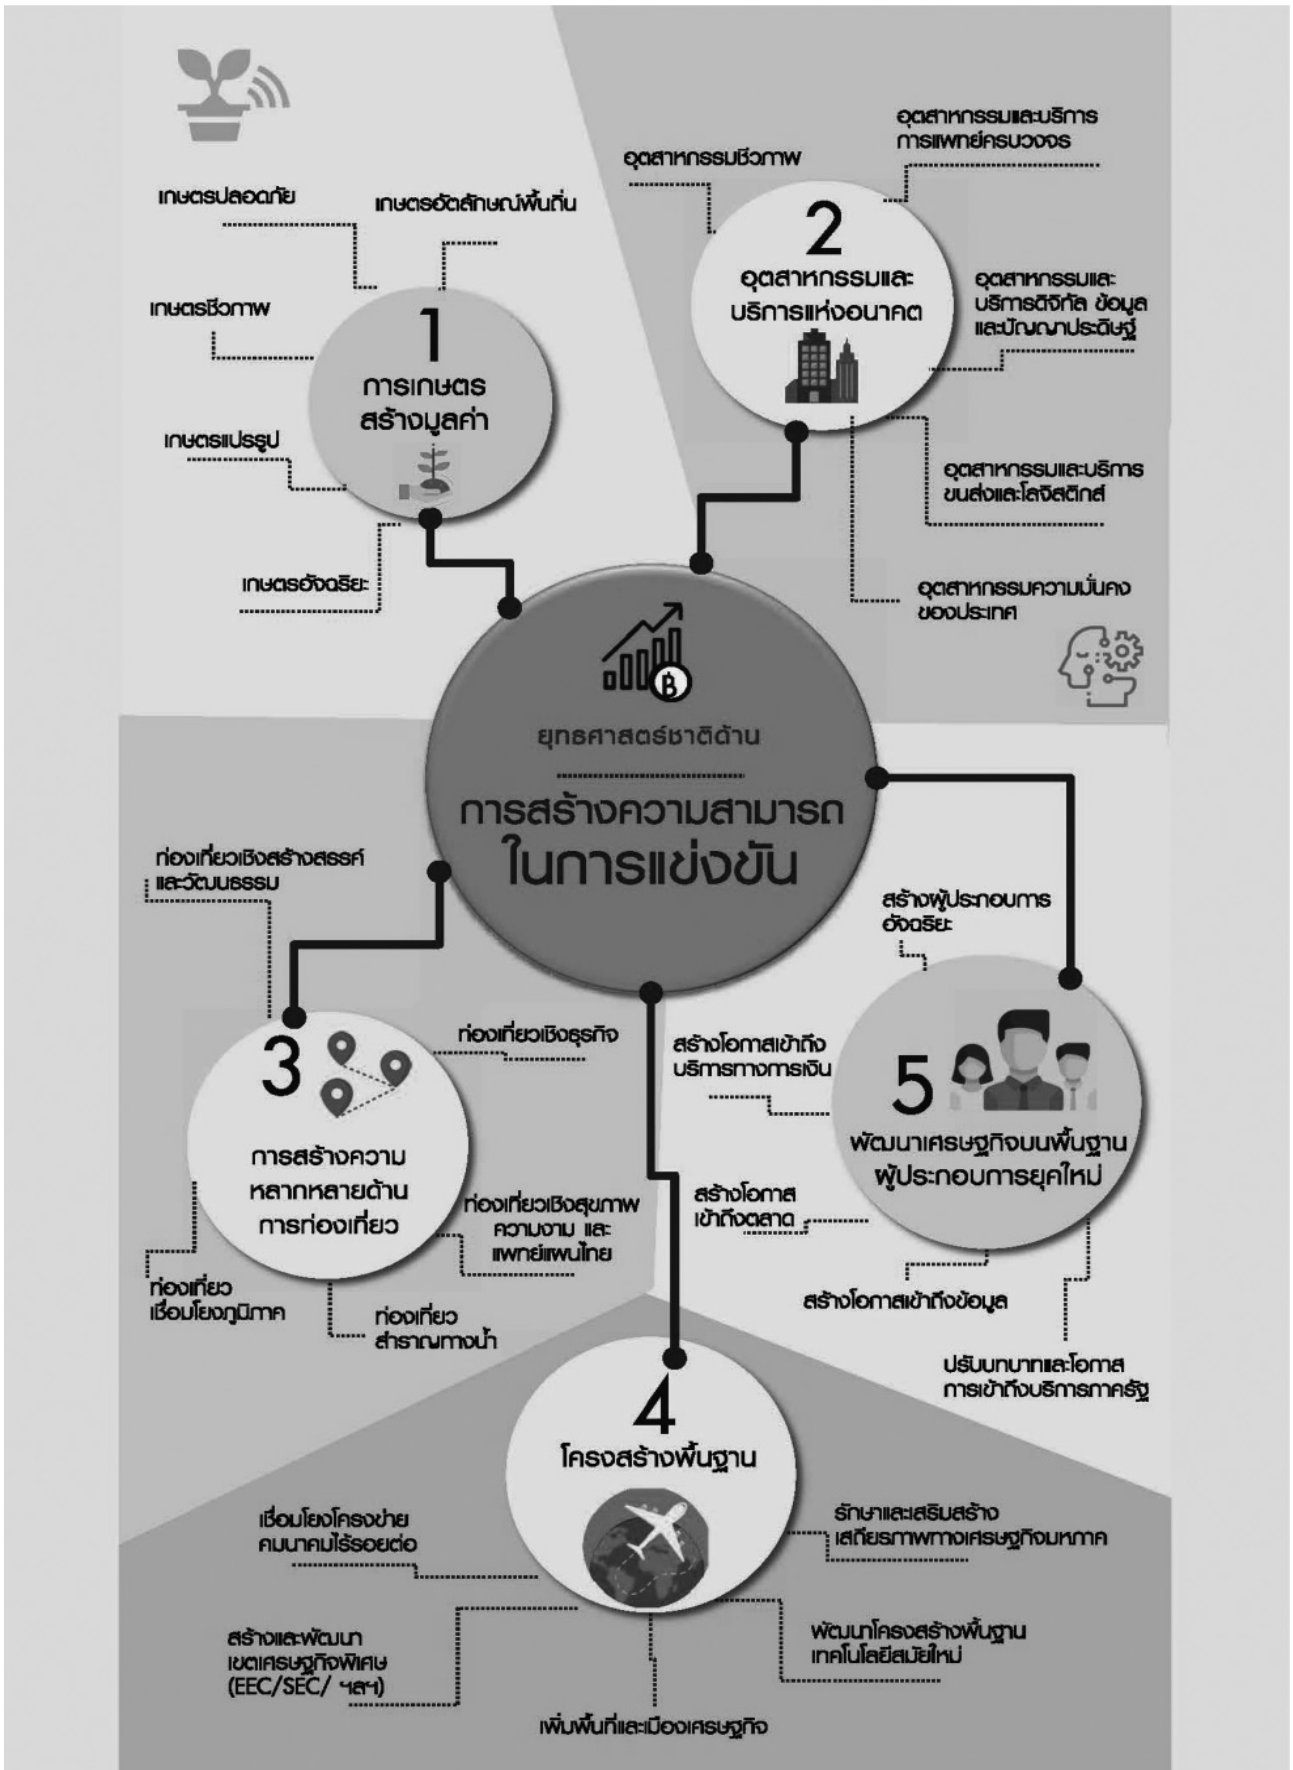 เกษตรปลอดภัย
เกษตรอัตลักษณ์พื้นถิ่น
เกษตรชีวภาพ
1
การเกษตร
สร้างมูลค่า
เกษตรแปรรูป
เกษตรอัจฉริยะ
อุตสาหกรรมชีวภาพ
อุตสาหกรรมและบริการ
การแพทย์ครบวงจร
2
อุตสาหกรรมและ
บริการแห่งอนาคต
อุตสาหกรรมและ
บริการดิจิทัล ข้อมูล
และปัญญาประดิษฐ์
อุตสาหกรรมและบริการ
ขนส่งและโลจิสติกส์
อุตสาหกรรมความมั่นคง
ของประเทศ
฿
ยุทธศาสตร์ชาติด้าน
การสร้างความสามารถ
ในการแข่งขัน
ท่องเที่ยวเชิงสร้างสรรค์
และวัฒนธรรม
3
การสร้างความ
หลากหลายด้าน
การท่องเที่ยว
ท่องเที่ยวเชิงธุรกิจ
ท่องเที่ยวเชิงสุขภาพ
ความงาม และ
แพทย์แผนไทย
ท่องเที่ยว
เชื่อมโยงภูมิภาค
ท่องเที่ยว
สำราญทางน้ำ
สร้างผู้ประกอบการ
อัจฉริยะ
สร้างโอกาสเข้าถึง
บริการทางการเงิน
5
พัฒนาเศรษฐกิจบนพื้นฐาน
ผู้ประกอบการยุคใหม่
สร้างโอกาส
เข้าถึงตลาด
สร้างโอกาสเข้าถึงข้อมูล
ปรับบทบาทและโอกาส
การเข้าถึงบริการภาครัฐ
4
โครงสร้างพื้นฐาน
เชื่อมโยงโครงข่าย
คมนาคมไร้รอยต่อ
รักษาและเสริมสร้าง
เสถียรภาพทางเศรษฐกิจมหภาค
สร้างและพัฒนา
เขตเศรษฐกิจพิเศษ
(EEC/SEC/ ฯลฯ)
พัฒนาโครงสร้างพื้นฐาน
เทคโนโลยีสมัยใหม่
เพิ่มพื้นที่และเมืองเศรษฐกิจ